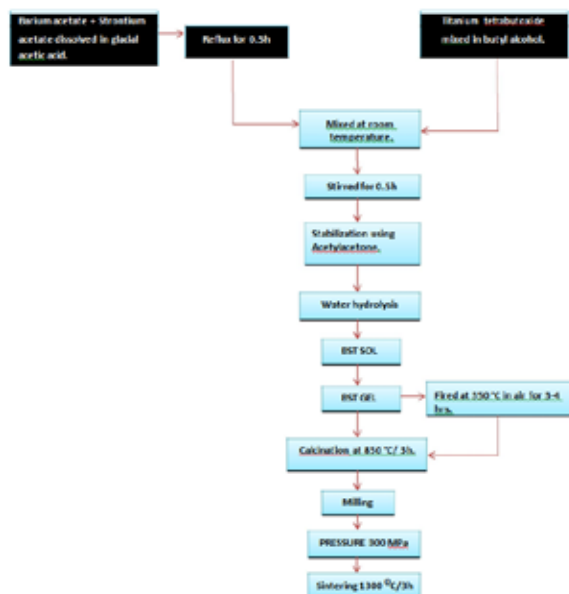 Barium acetate + Strontium
acetate dissolved in glacial
acetic acid.
Reflux for 0.5h
Titanium tetrabutoxide
mixed in butyl alcohol.
Mixed at room
temperature.
Stirred for 0.5h
Stabilization using
Acetylacetone.
Water hydrolysis
BST SOL
BST GEL
Fired at 350 °C in air for 3-4
hrs.
Calcination at 850 °C/ 3h.
Milling
PRESSURE 300 MPa
Sintering 1300 °C/3h